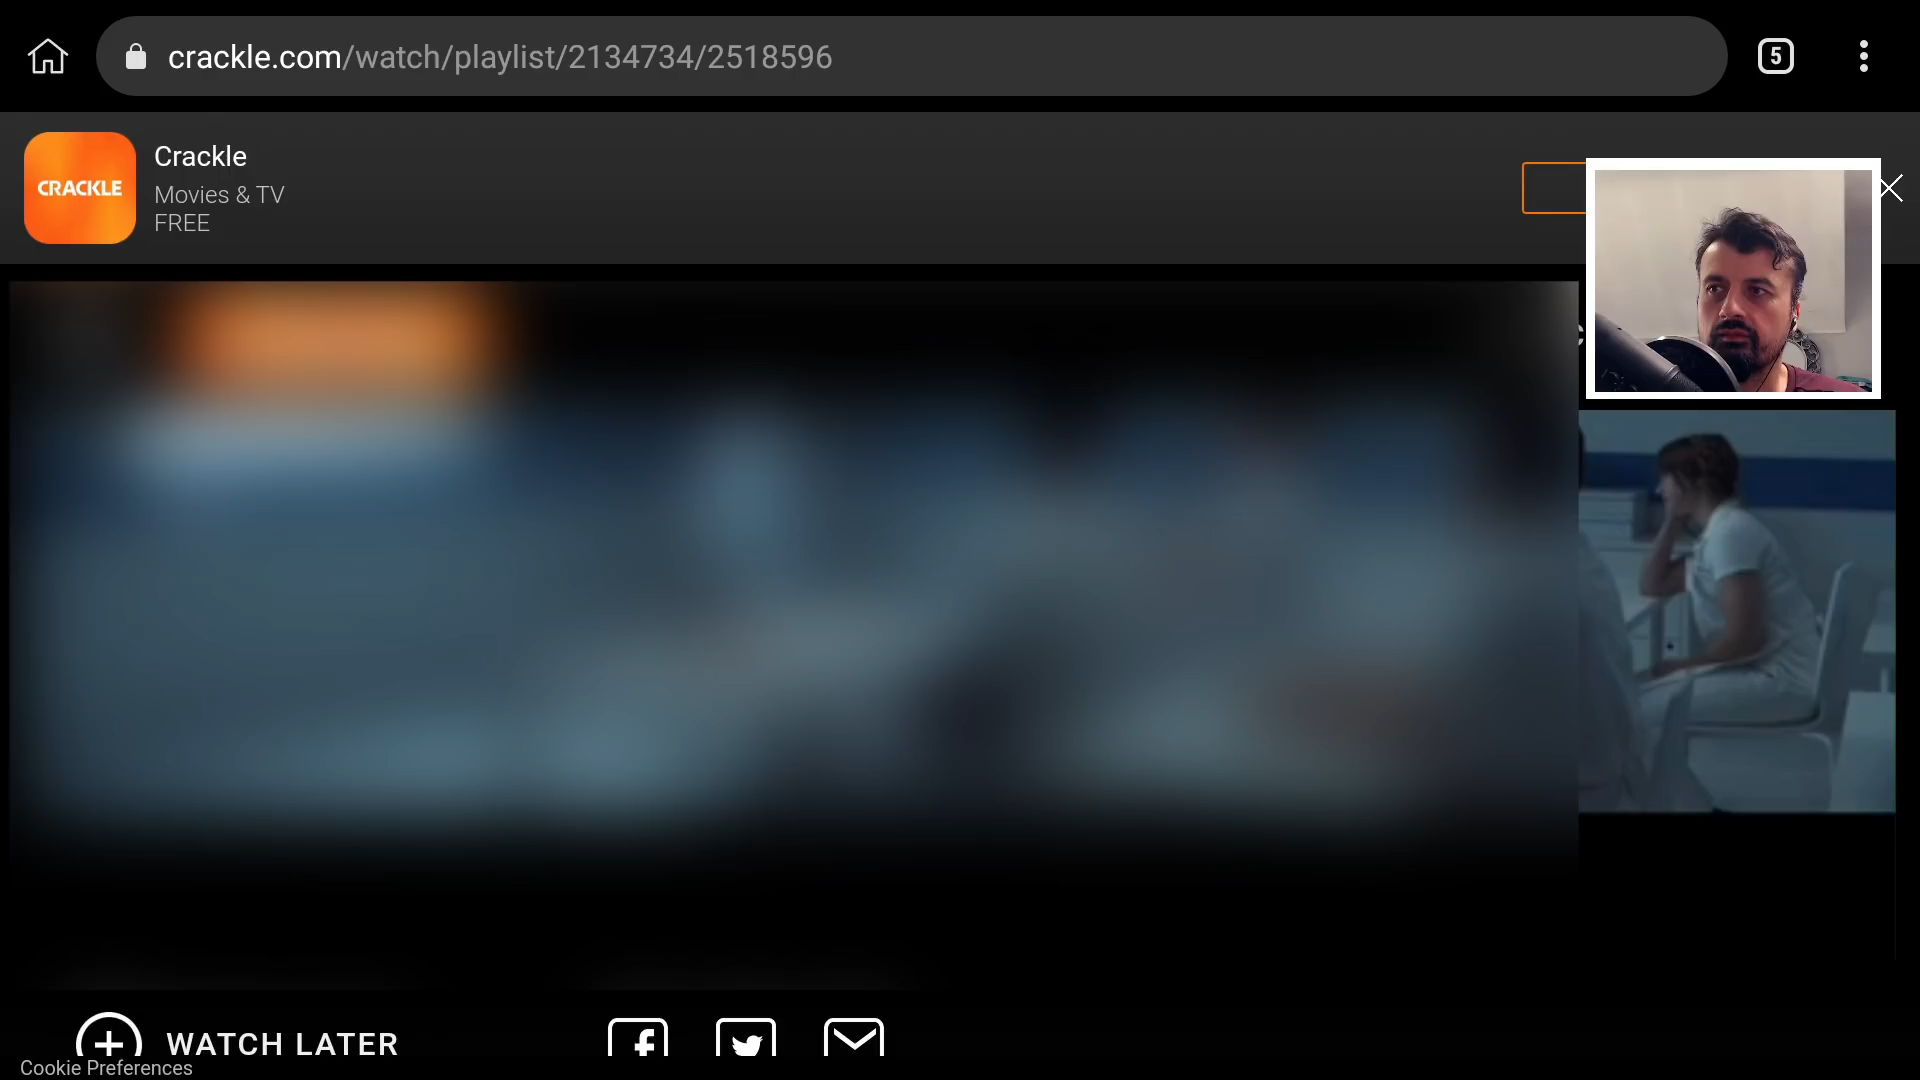 crackle.com/watch/playlist/2134734/2518596
5
CRACKLE
Crackle
Movies & TV
FREE
WATCH LATER
Cookie Preferences